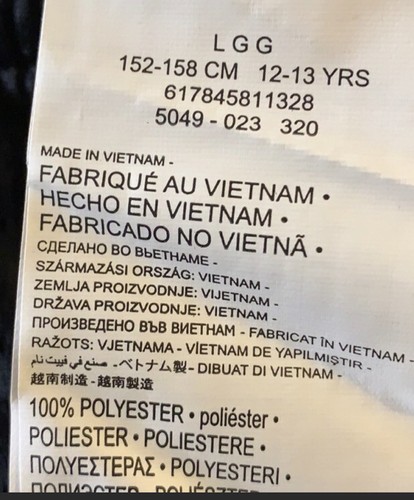 L G G
152-158 CM 12-13 YRS
617845811328
5049 - 023 320
MADE IN VIETNAM -
FABRIQUÉ AU VIETNAM •
HECHO EN VIETNAM •
FABRICADO NO VIETNÃ •
СДЕЛАНО ВО ВЬЕТНАМЕ -
SZÁRMAZÁSI ORSZÁG: VIETNAM -
ZEMLJA PROIZVODNJE: VIJETNAM -
DRŽAVA PROIZVODNJE: VIETNAM -
ПРОИЗВЕДЕНО ВЪВ ВИЕТНАМ - FABRICAT ÎN VIETNAM -
RAŽOTS: VJETNAMA - VİETNAM DE YAPILMIŞTIR -
صنع في فييت نام - ベトナム製 - DIBUAT DI VIETNAM -
越南制造 - 越南製造
100% POLYESTER • poliéster •
POLIESTER • POLIESTERE •
ΠΟΛΥΕΣΤΕΡΑΣ • POLYESTERI •